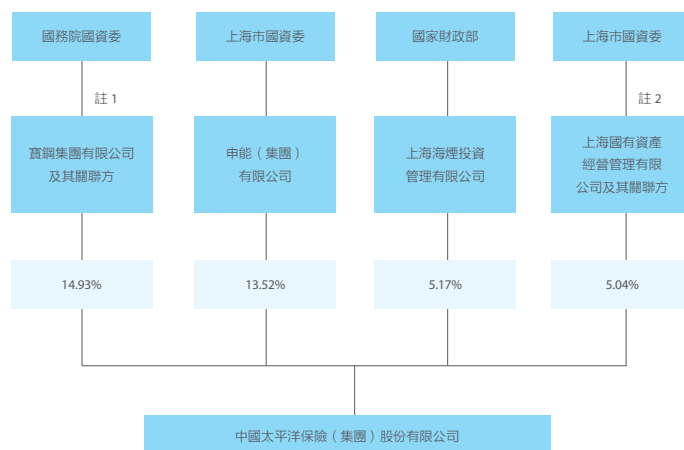 國務院國資委
上海市國資委
國家財政部
上海市國資委
註 1
註 2
寶鋼集團有限公司
及其關聯方
申能（集團）
有限公司
上海海煙投資
管理有限公司
上海國有資產
經營管理有限
公司及其關聯方
14.93%
13.52%
5.17%
5.04%
中國太平洋保險（集團）股份有限公司